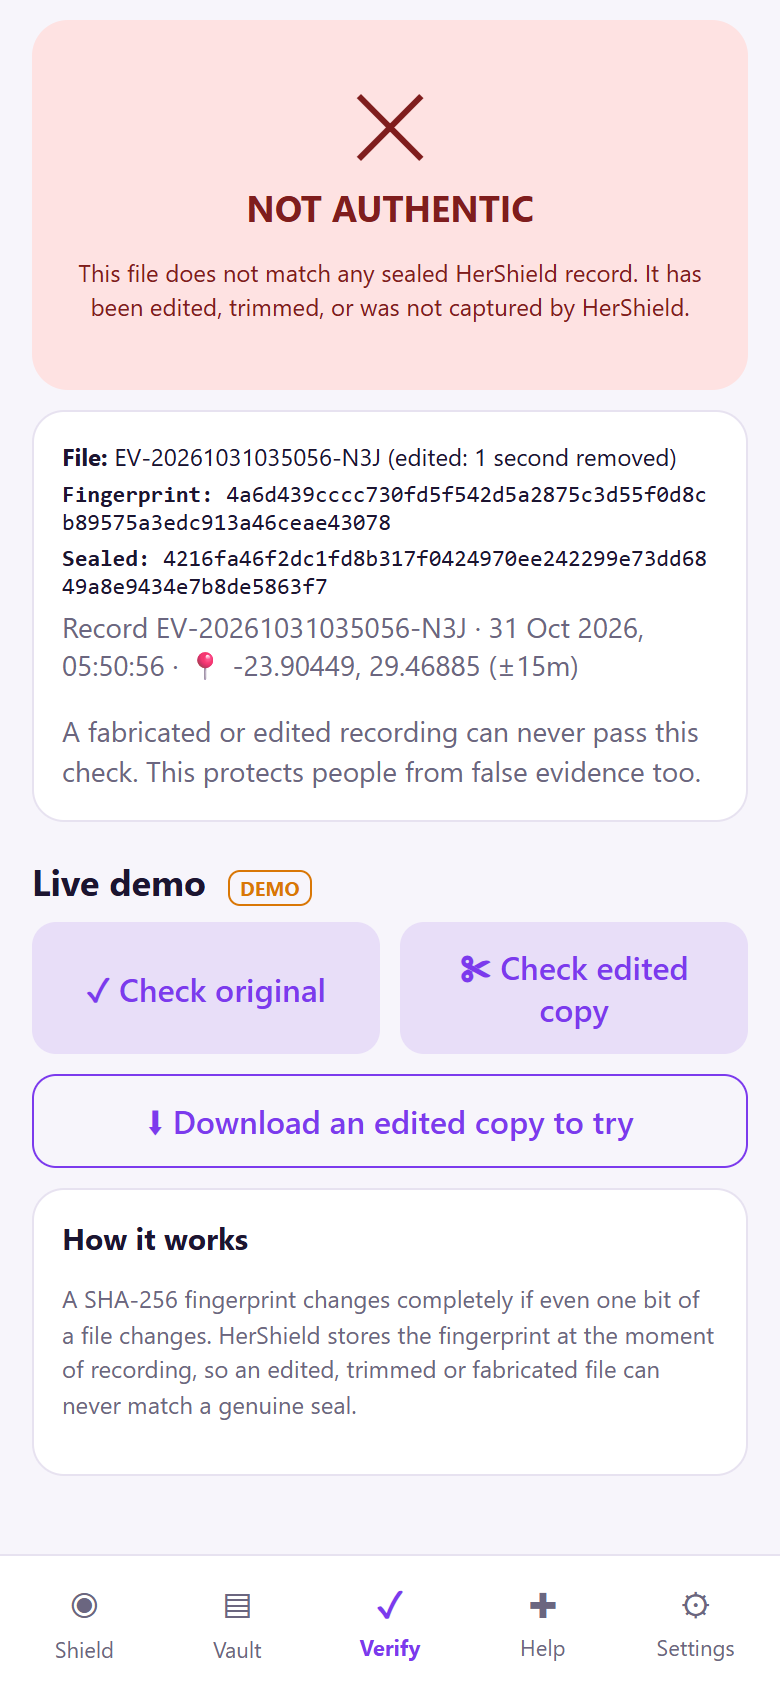 NOT AUTHENTIC
This file does not match any sealed HerShield record. It has
been edited, trimmed, or was not captured by HerShield.
File: EV-20261031035056-N3J (edited: 1 second removed)
Fingerprint: 4a6d439cccc730fd5f542d5a2875c3d55f0d8c
b89575a3edc913a46ceae43078
Sealed: 4216fa46f2dc1fd8b317f0424970ee242299e73dd68
49a8e9434e7b8de5863f7
Record EV-20261031035056-N3J · 31 Oct 2026,
05:50:56 · 📍 -23.90449, 29.46885 (±15m)
A fabricated or edited recording can never pass this
check. This protects people from false evidence too.
Live demo DEMO
✓ Check original
✂ Check edited
copy
⬇ Download an edited copy to try
How it works
A SHA-256 fingerprint changes completely if even one bit of
a file changes. HerShield stores the fingerprint at the moment
of recording, so an edited, trimmed or fabricated file can
never match a genuine seal.
Shield
Vault
Verify
Help
Settings